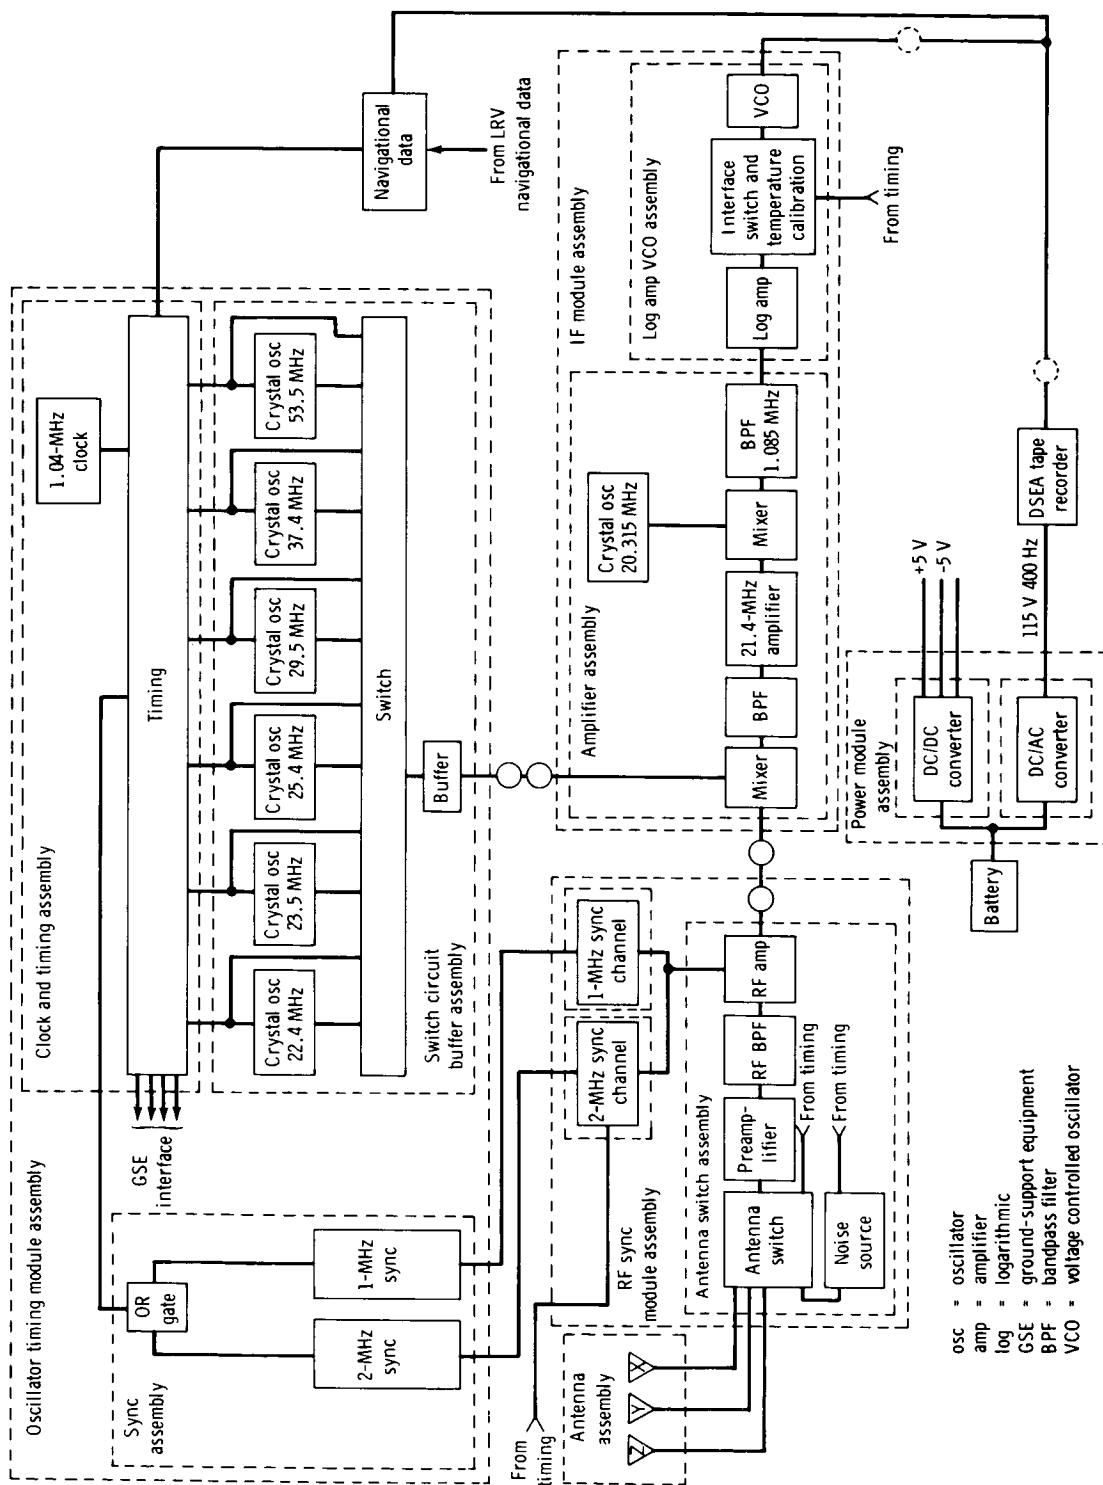 Oscillator timing module assembly
Clock and timing assembly
1.04-MHz
clock
Timing
GSE
interface
Crystal osc
22.4 MHz
Crystal osc
23.5 MHz
Crystal osc
25.4 MHz
Crystal osc
29.5 MHz
Crystal osc
37.4 MHz
Crystal osc
53.5 MHz
Switch
Switch circuit
buffer assembly
Buffer
Sync
assembly
OR
gate
2-MHz
sync
1-MHz
sync
Navigational
data
From LRV
navigational data
From
timing
RF sync
module assembly
2-MHz sync
channel
1-MHz sync
channel
Antenna
assembly
Z
Y
X
Antenna switch assembly
Antenna
switch
Preamp-
lifier
RF BPF
RF amp
Noise
source
From timing
From timing
IF module assembly
Amplifier assembly
Crystal osc
20.315 MHz
Mixer
BPF
21.4-MHz
amplifier
Mixer
BPF
1.085 MHz
Log amp VCO assembly
Log amp
Interface
switch and
temperature
calibration
VCO
From timing
Power module
assembly
Battery
DC/DC
converter
DC/AC
converter
+5 V
-5 V
115 V 400 Hz
DSEA tape
recorder
osc = oscillator
amp = amplifier
log = logarithmic
GSE = ground-support equipment
BPF = bandpass filter
VCO = voltage controlled oscillator